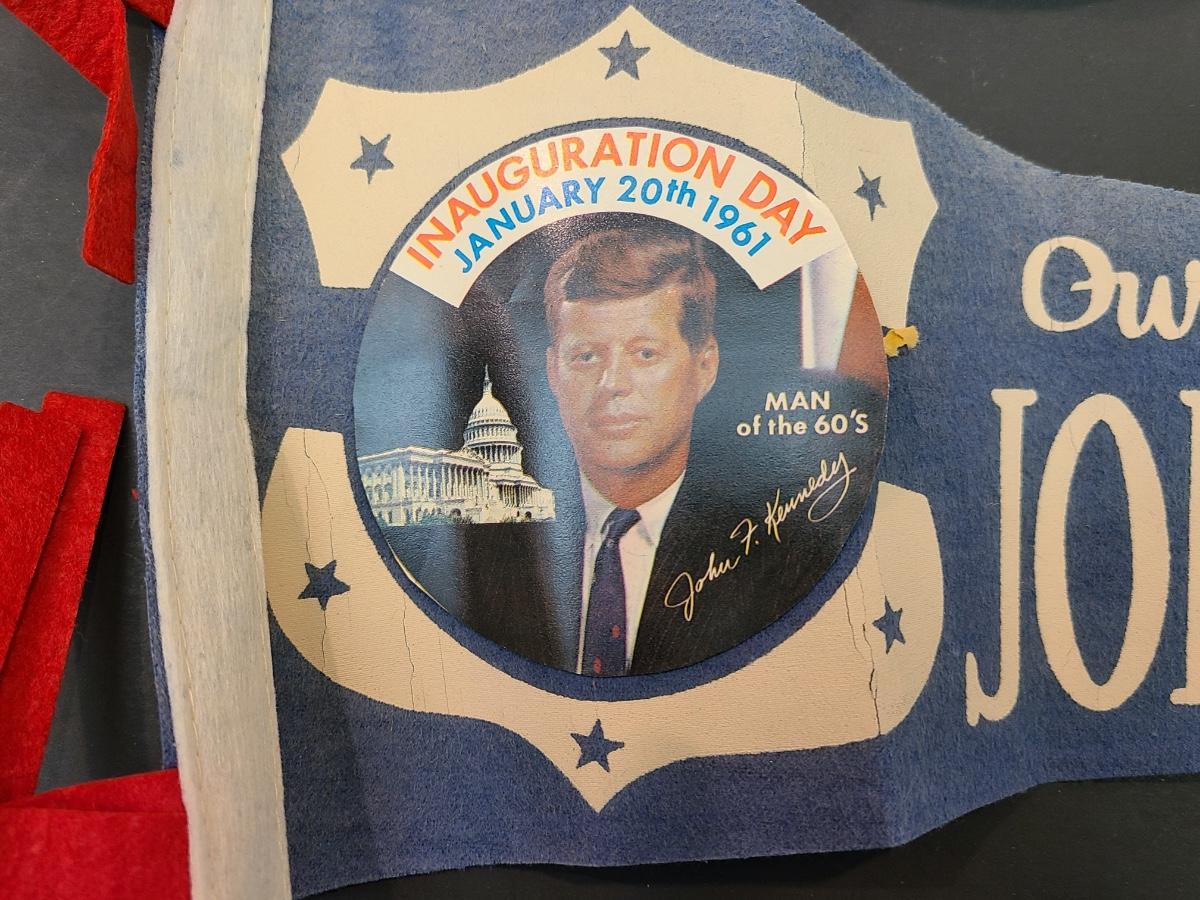 INAUGURATION DAY
JANUARY 20th 1961
MAN
of the 60's
John F. Kennedy